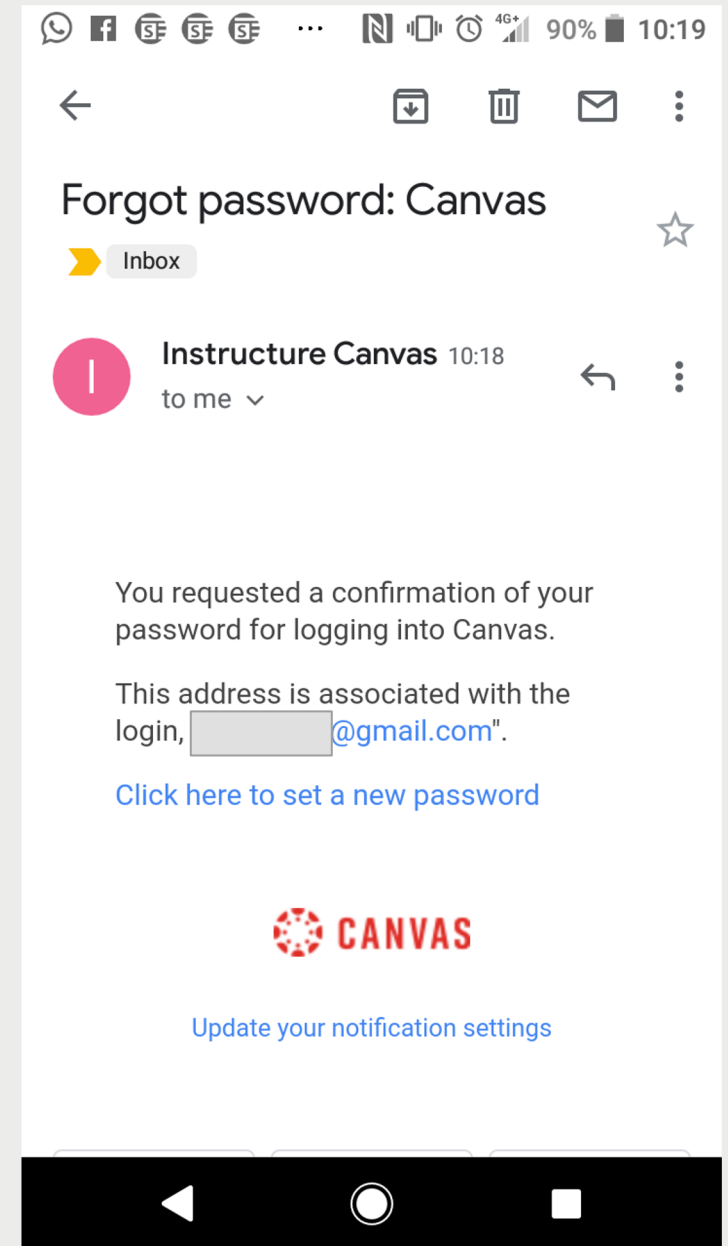 4G+ 90% 10:19
Forgot password: Canvas
Inbox
Instructure Canvas 10:18
I
to me
You requested a confirmation of your
password for logging into Canvas.
This address is associated with the
login, @gmail.com".
Click here to set a new password
CANVAS
Update your notification settings